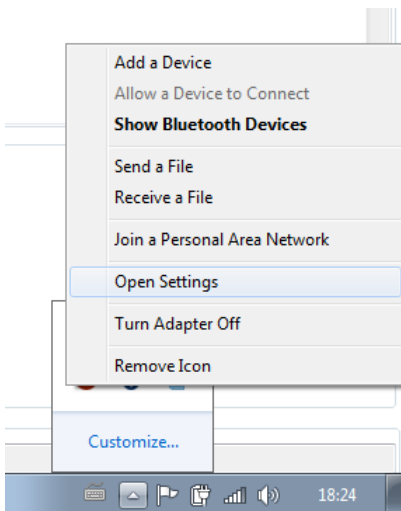 Add a Device
Allow a Device to Connect
Show Bluetooth Devices
Send a File
Receive a File
Join a Personal Area Network
Open Settings
Turn Adapter Off
Remove Icon
Customize...
18:24